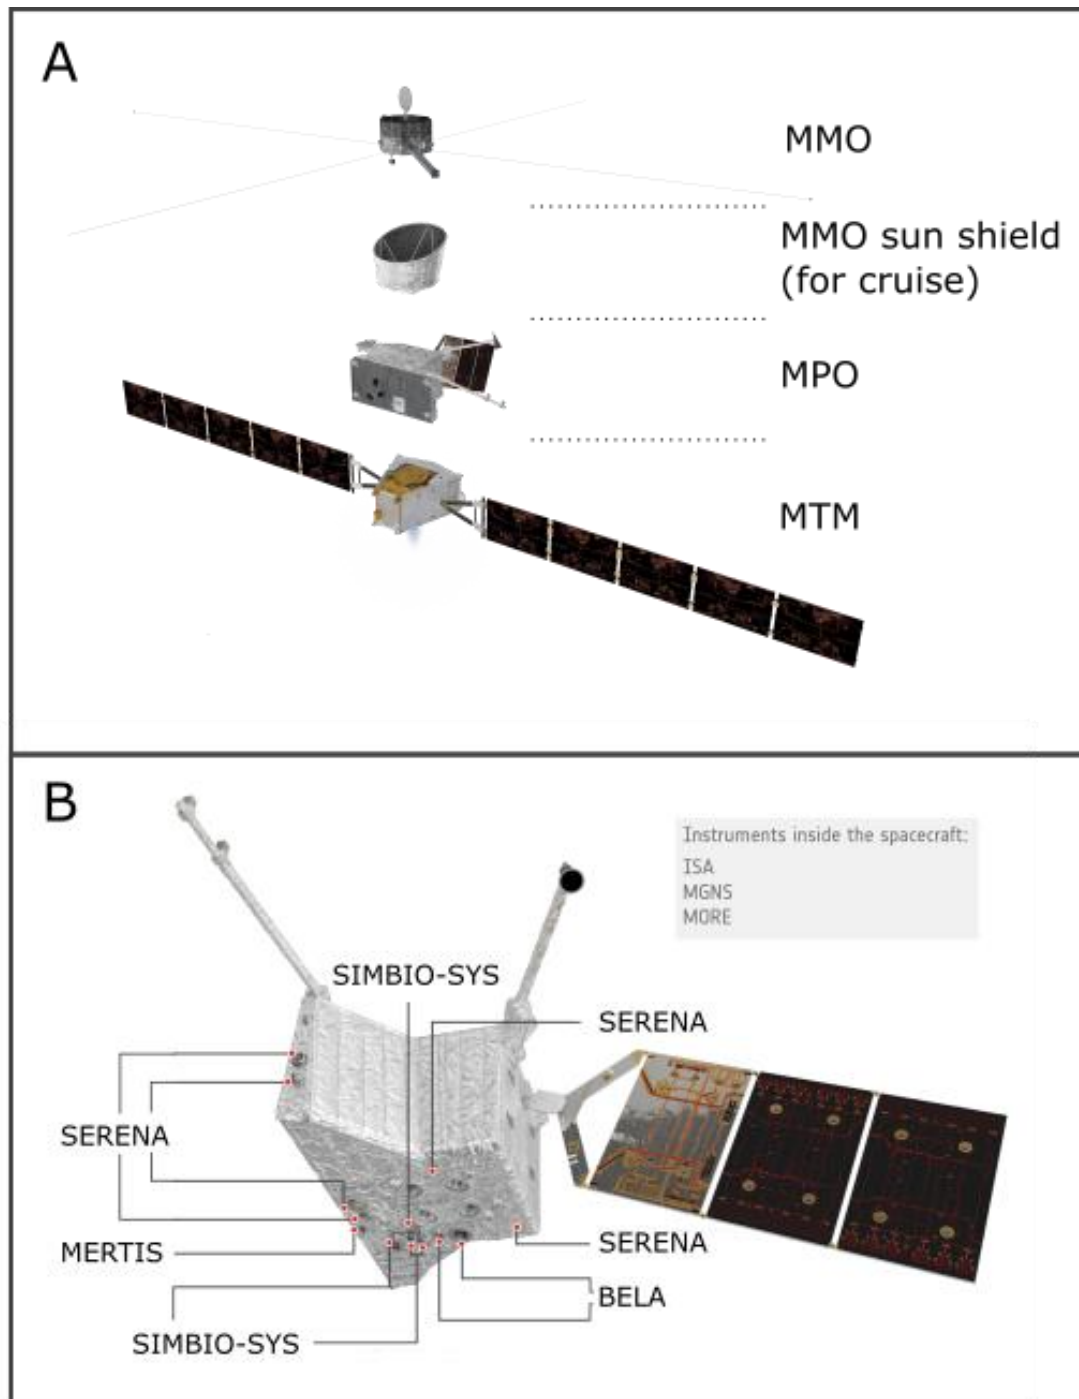 A
MMO
MMO sun shield
(for cruise)
MPO
MTM
B
Instruments inside the spacecraft:
ISA
MGNS
MORE
SIMBIO-SYS
SERENA
SERENA
MERTIS
SERENA
BELA
SIMBIO-SYS